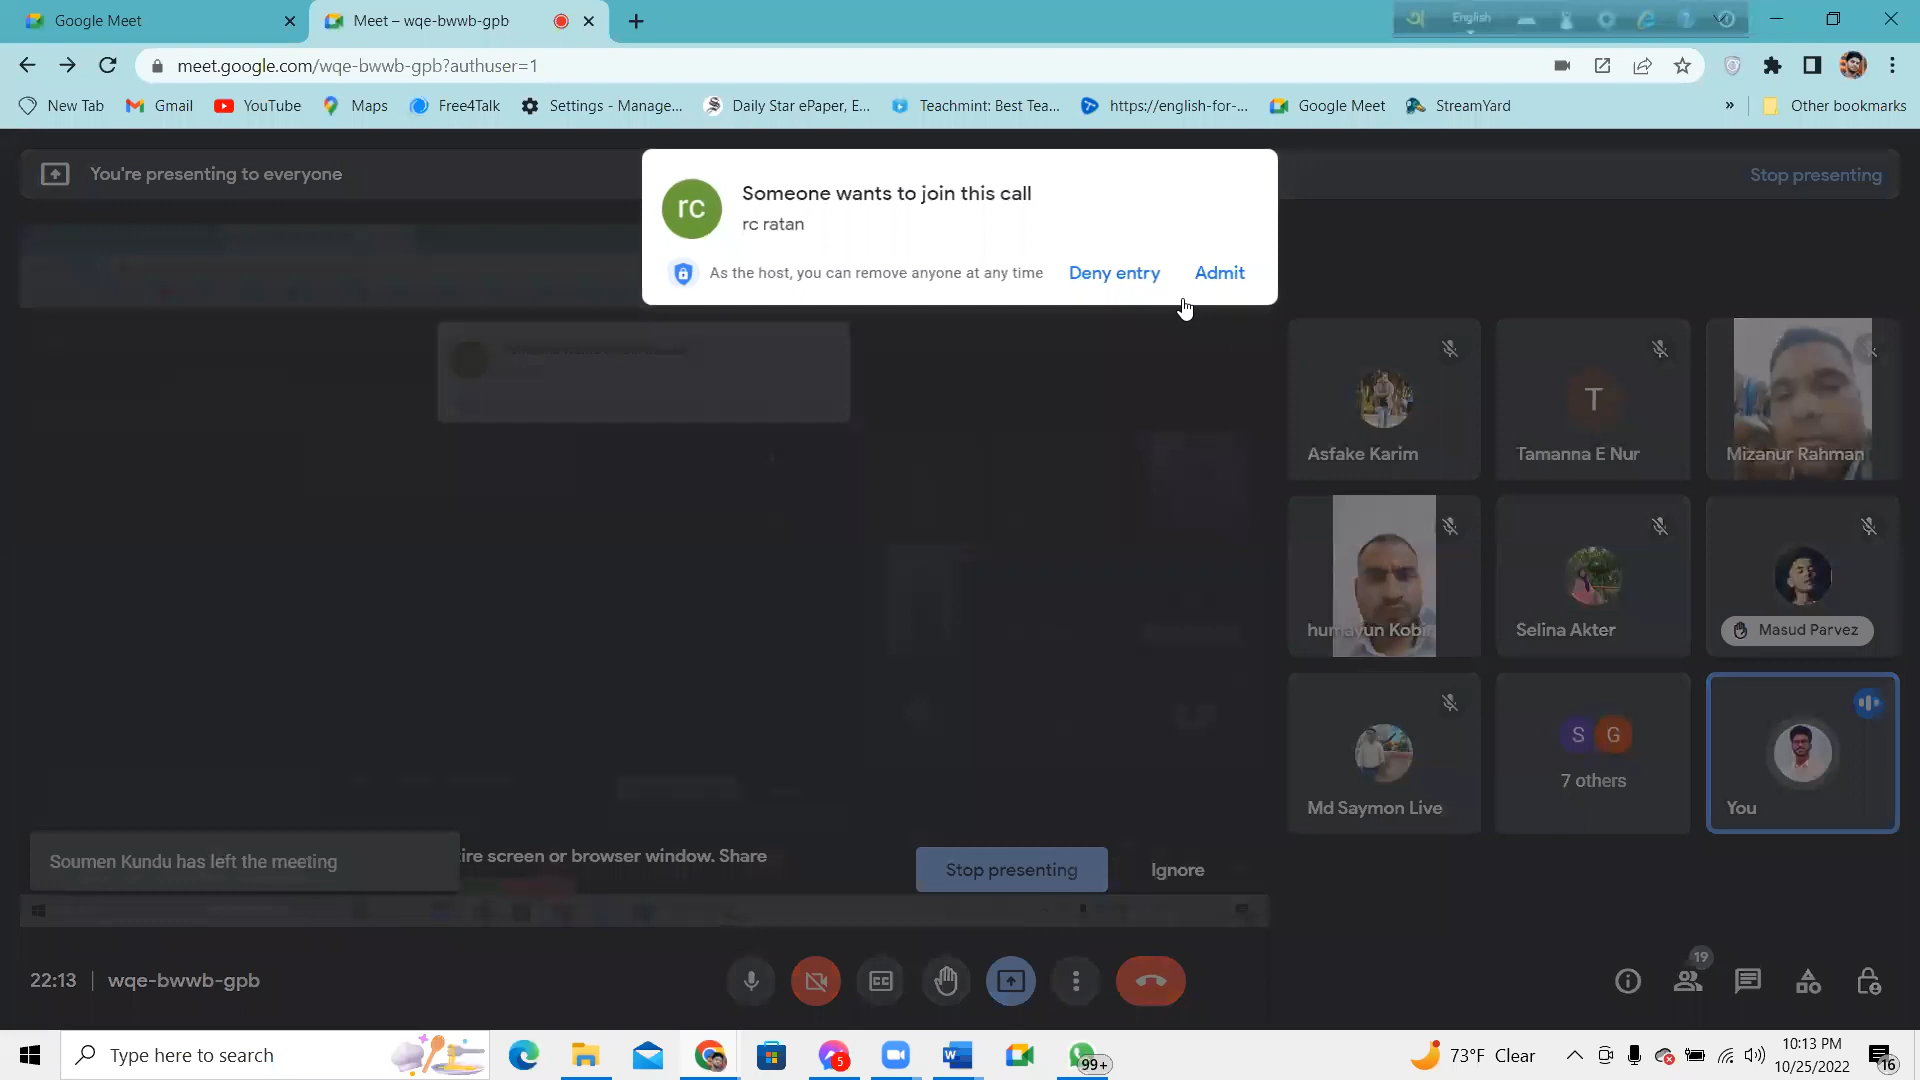 Google Meet
Meet – wqe-bwwb-gpb
English
meet.google.com/wqe-bwwb-gpb?authuser=1
New Tab
Gmail
YouTube
Maps
Free4Talk
Settings - Manage...
Daily Star ePaper, E...
Teachmint: Best Tea...
https://english-for-...
Google Meet
StreamYard
»
Other bookmarks
You're presenting to everyone
Stop presenting
rc
Someone wants to join this call
rc ratan
As the host, you can remove anyone at any time
Deny entry
Admit
Asfake Karim
T
Tamanna E Nur
Mizanur Rahman
humayun Kobir
Selina Akter
Masud Parvez
Md Saymon Live
S G
7 others
You
Soumen Kundu has left the meeting
ire screen or browser window. Share
Stop presenting
Ignore
22:13 | wqe-bwwb-gpb
19
Type here to search
5
99+
73°F Clear
10:13 PM
10/25/2022
16